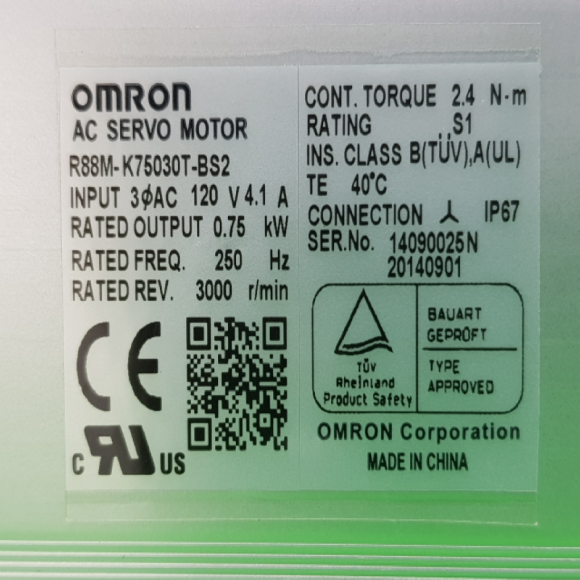 OMRON
AC SERVO MOTOR
R88M-K75030T-BS2
INPUT 3ϕAC 120 V 4.1 A
RATED OUTPUT 0.75 kW
RATED FREQ. 250 Hz
RATED REV. 3000 r/min
CONT. TORQUE 2.4 N·m
RATING S1
INS. CLASS B(TÜV),A(UL)
TE 40°C
CONNECTION IP67
SER.No. 14090025N
20140901
CE
C RU US
TÜV
Rheinland
Product Safety
BAUART
GEPRÜFT
TYPE
APPROVED
OMRON Corporation
MADE IN CHINA